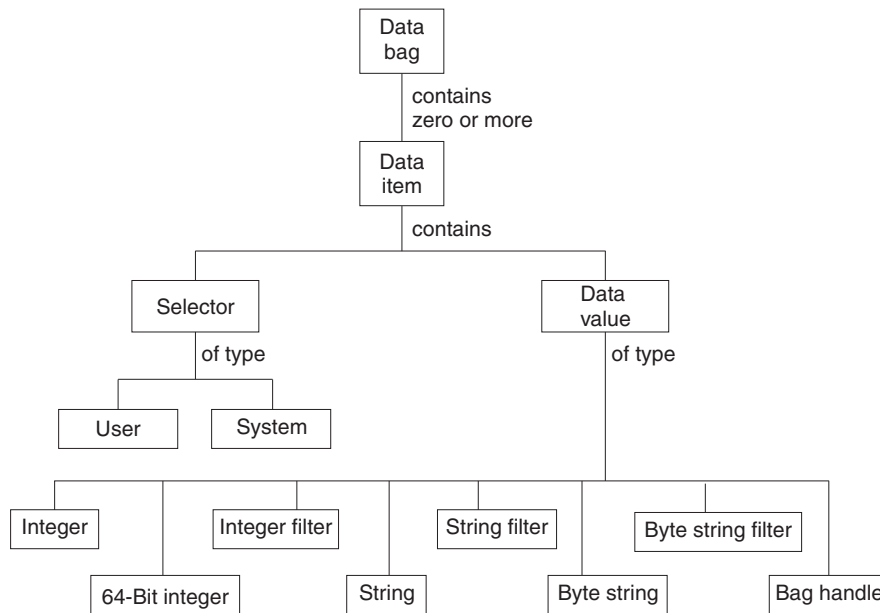 Data
bag
contains
zero or more
Data
item
contains
Selector
Data
value
of type
of type
User
System
Integer
Integer filter
String filter
Byte string filter
64-Bit integer
String
Byte string
Bag handle